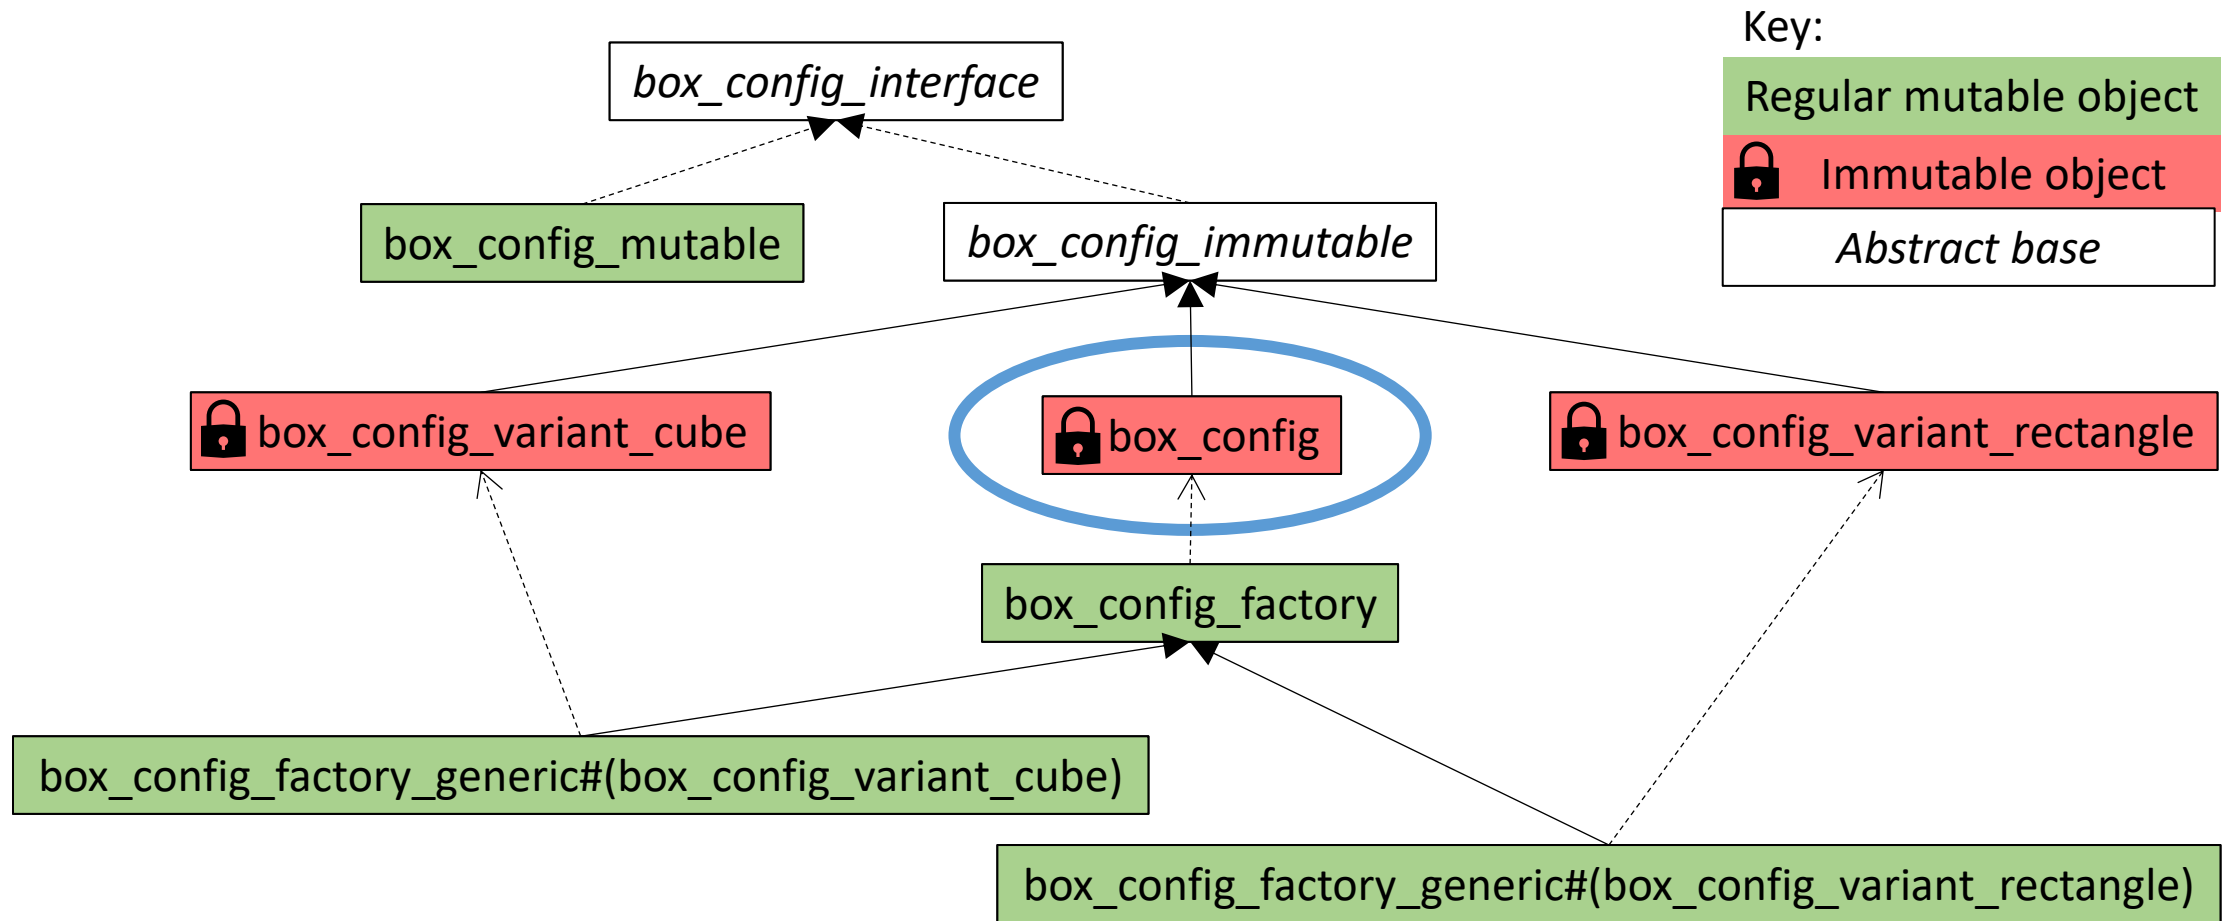 Key:
box_config_interface
Regular mutable object
Immutable object
box_config_mutable
box_config_immutable
Abstract base
box_config_variant_cube
box_config
box_config_variant_rectangle
box_config_factory
box_config_factory_generic#(box_config_variant_cube)
box_config_factory_generic#(box_config_variant_rectangle)